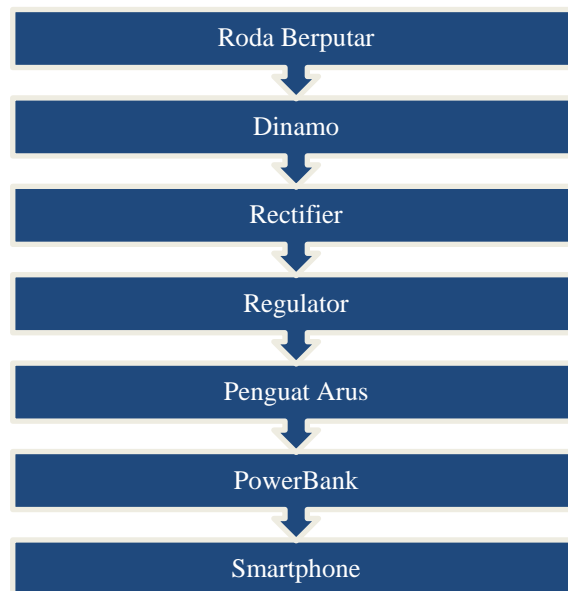 Roda Berputar
Dinamo
Rectifier
Regulator
Penguat Arus
PowerBank
Smartphone